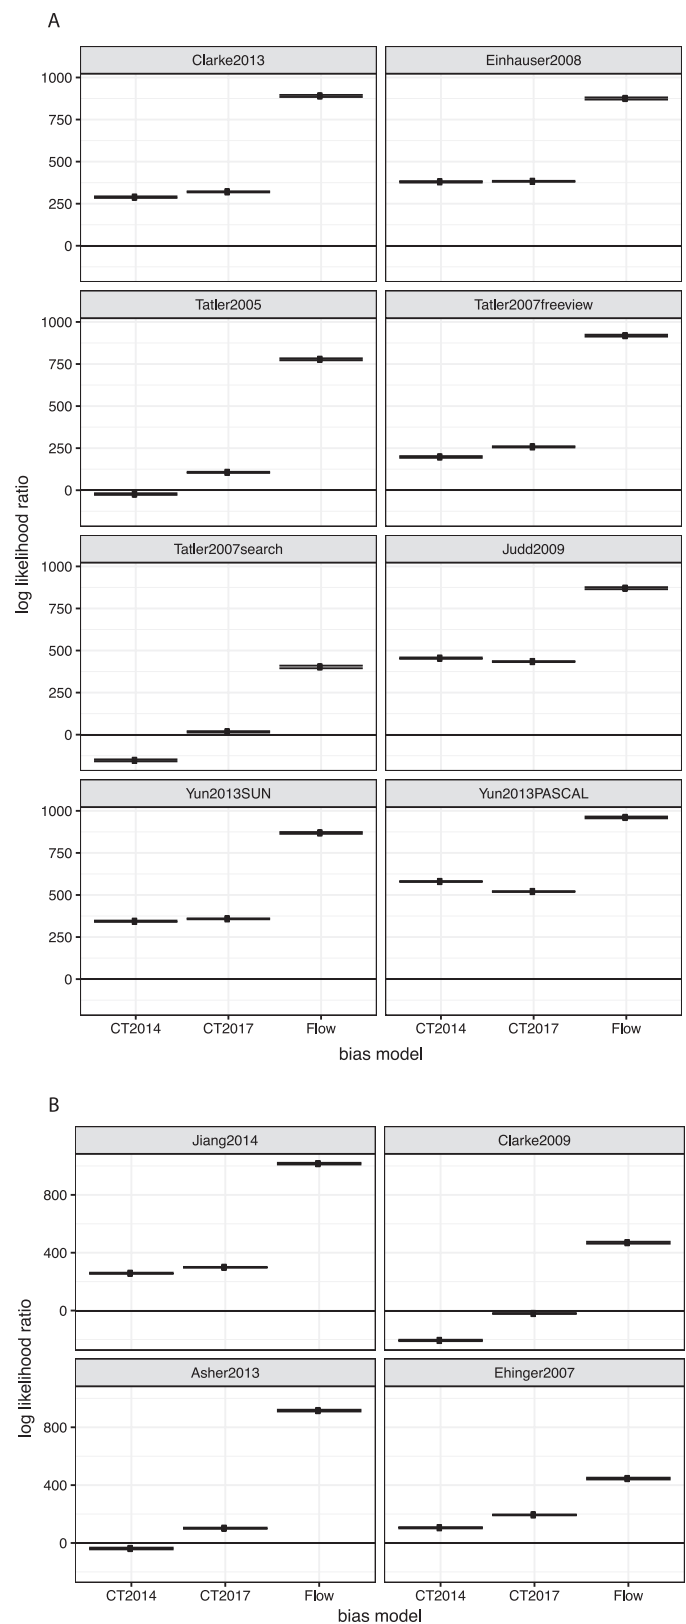 A
Clarke2013
Einhauser2008
1000
750
500
250
0
Tatler2005
Tatler2007freeview
1000
750
250
0
log likelihood ratio
Tatler2007search
Judd2009
1000
750
500
250
0
Yun2013SUN
Yun2013PASCAL
1000
750
500
250
0
CT2014 CT2017 Flow CT2014 CT2017 Flow
bias model
B
Jiang2014
Clarke2009
800
400
0
log likelihood ratio
Asher2013
Ehinger2007
800
400
0
CT2014 CT2017 Flow CT2014 CT2017 Flow
bias model